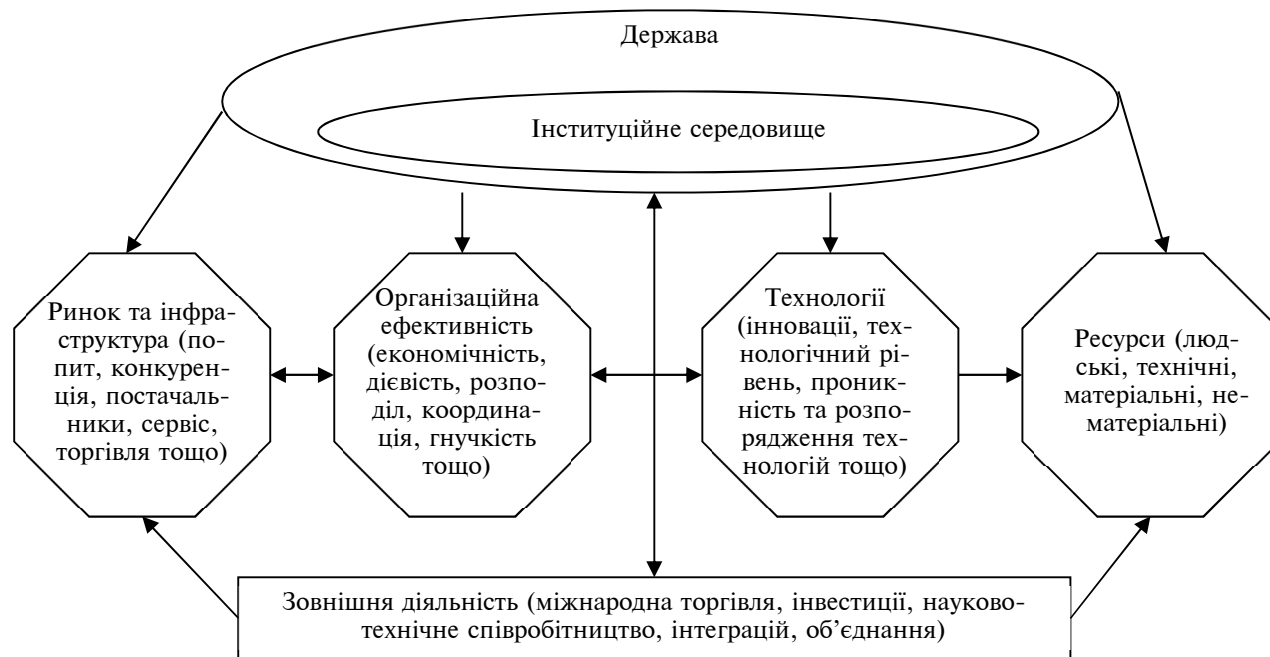 Держава
Інституційне середовище
Ринок та інфра-
структура (по-
пит, конкурен-
ція, постачаль-
ники, сервіс,
торгівля тощо)
Організаційна
ефективність
(економічність,
дієвість, розпо-
діл, координа-
ція, гнучкість
тощо)
Технології
(інновації, тех-
нологічний рі-
вень, проник-
ність та розпо-
рядження тех-
нологій тощо)
Ресурси (люд-
ські, технічні,
матеріальні, не-
матеріальні)
Зовнішня діяльність (міжнародна торгівля, інвестиції, науково-
технічне співробітництво, інтеграцій, об’єднання)